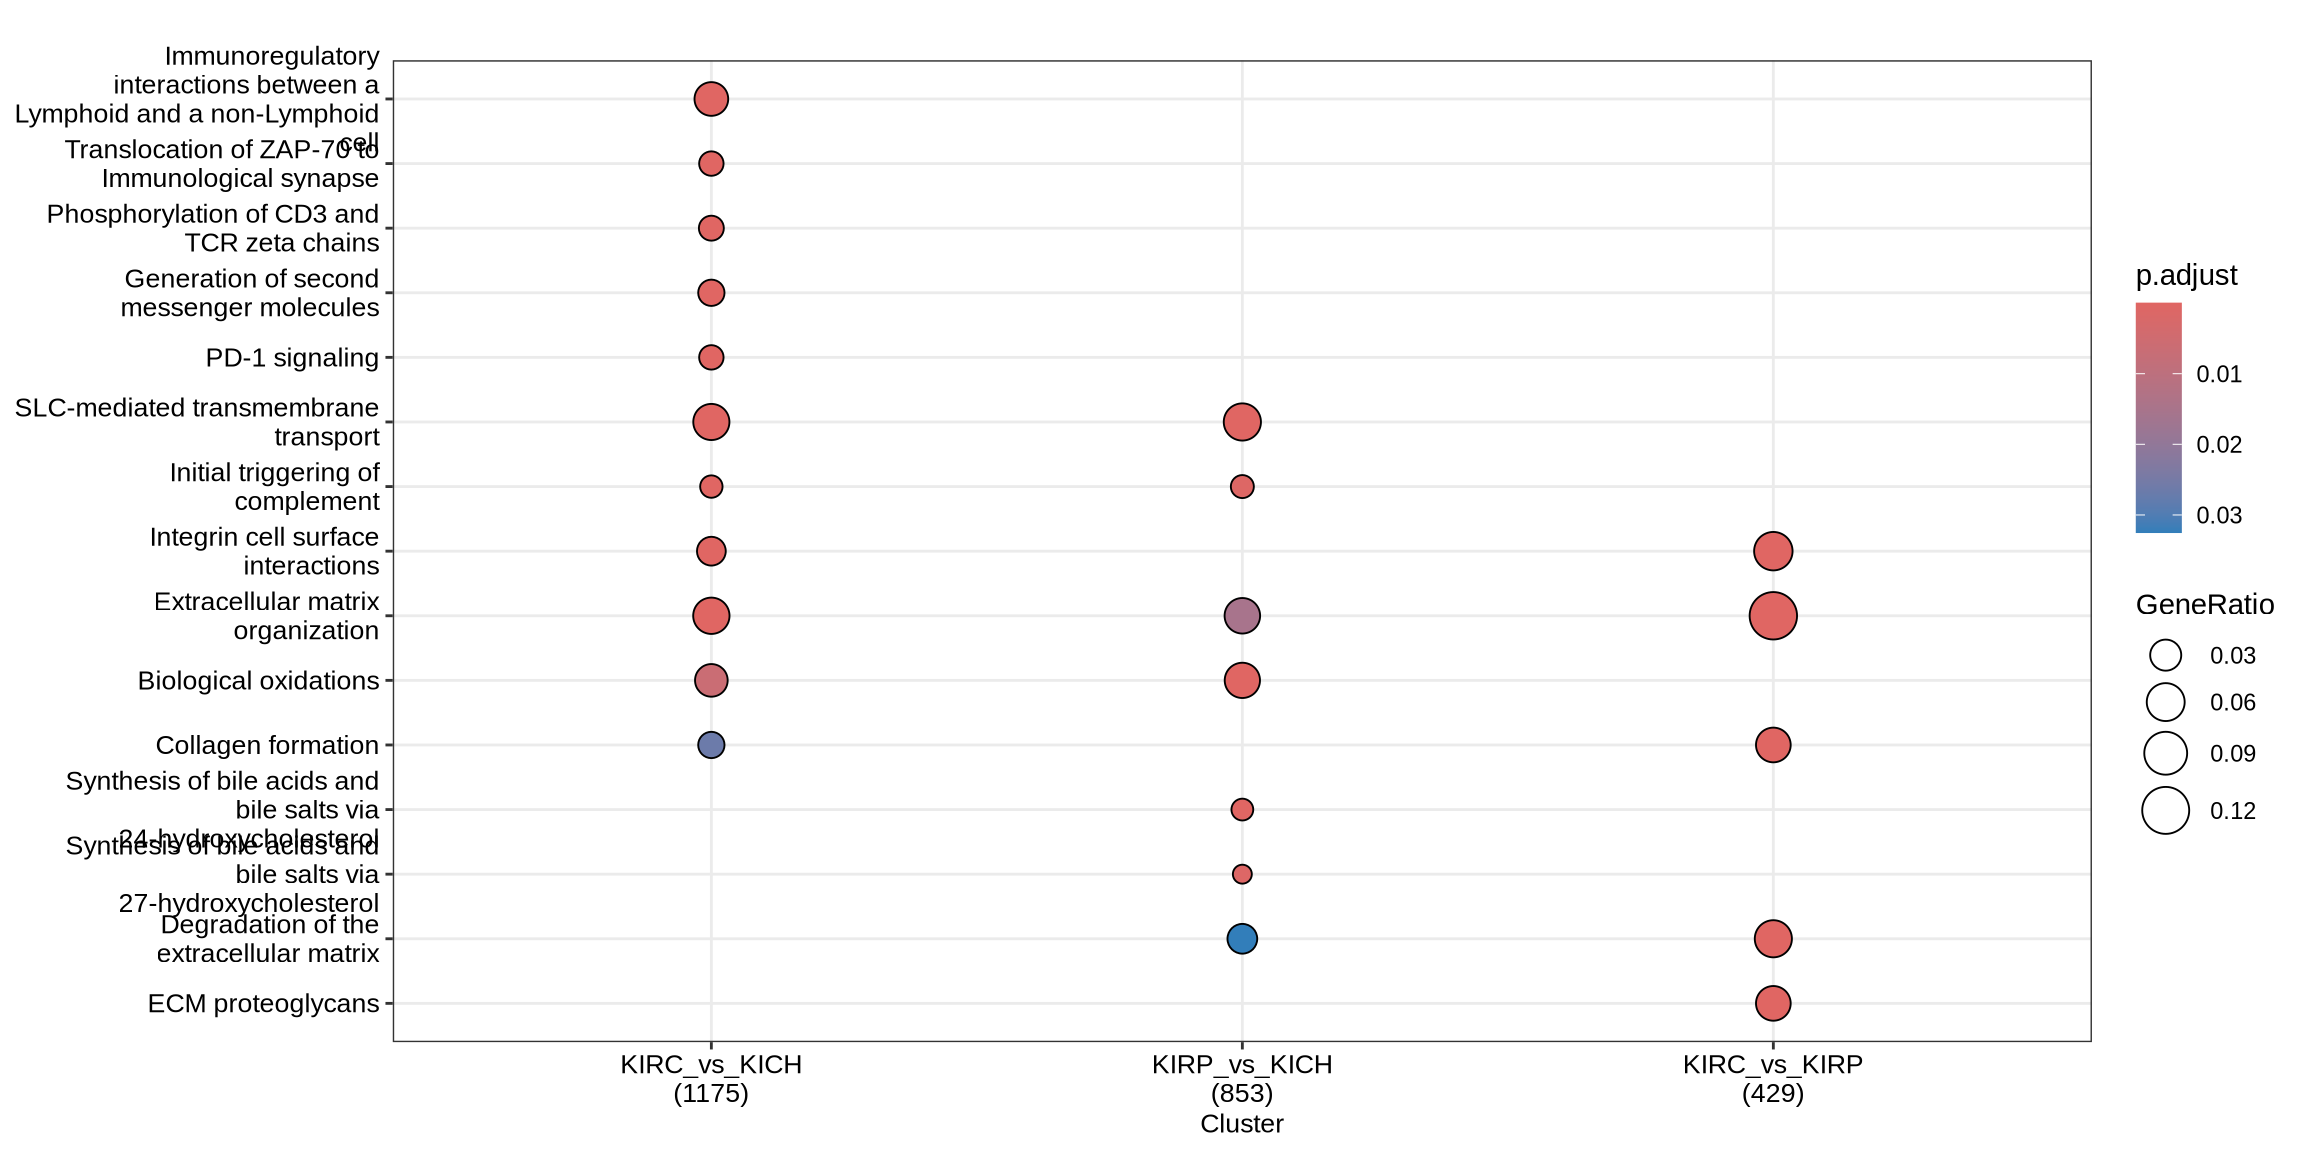 Immunoregulatory
interactions between a
Lymphoid and a non-Lymphoid
cell
Translocation of ZAP-70 to
Immunological synapse
Phosphorylation of CD3 and
TCR zeta chains
Generation of second
messenger molecules
PD-1 signaling
SLC-mediated transmembrane
transport
Initial triggering of
complement
Integrin cell surface
interactions
Extracellular matrix
organization
Biological oxidations
Collagen formation
Synthesis of bile acids and
bile salts via
24-hydroxycholesterol
Synthesis of bile acids and
bile salts via
27-hydroxycholesterol
Degradation of the
extracellular matrix
ECM proteoglycans
KIRC_vs_KICH
(1175)
KIRP_vs_KICH
(853)
KIRC_vs_KIRP
(429)
Cluster
p.adjust
0.01
0.02
0.03
GeneRatio
0.03
0.06
0.09
0.12